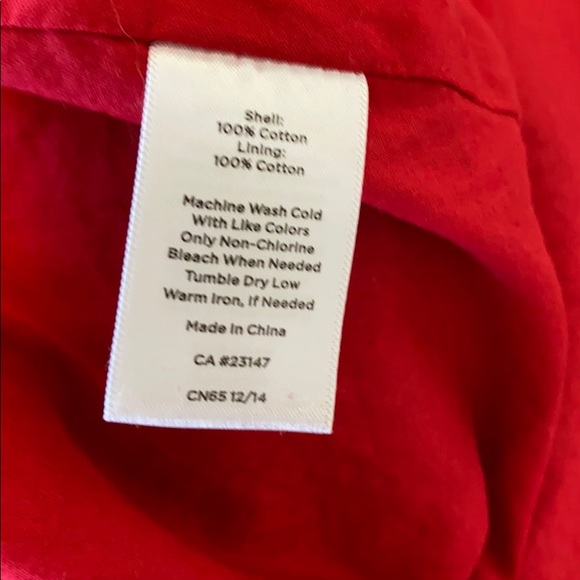 Shell:
100% Cotton
Lining:
100% Cotton
Machine Wash Cold
With Like Colors
Only Non-Chlorine
Bleach When Needed
Tumble Dry Low
Warm Iron, If Needed
Made In China
CA #23147
CN65 12/14